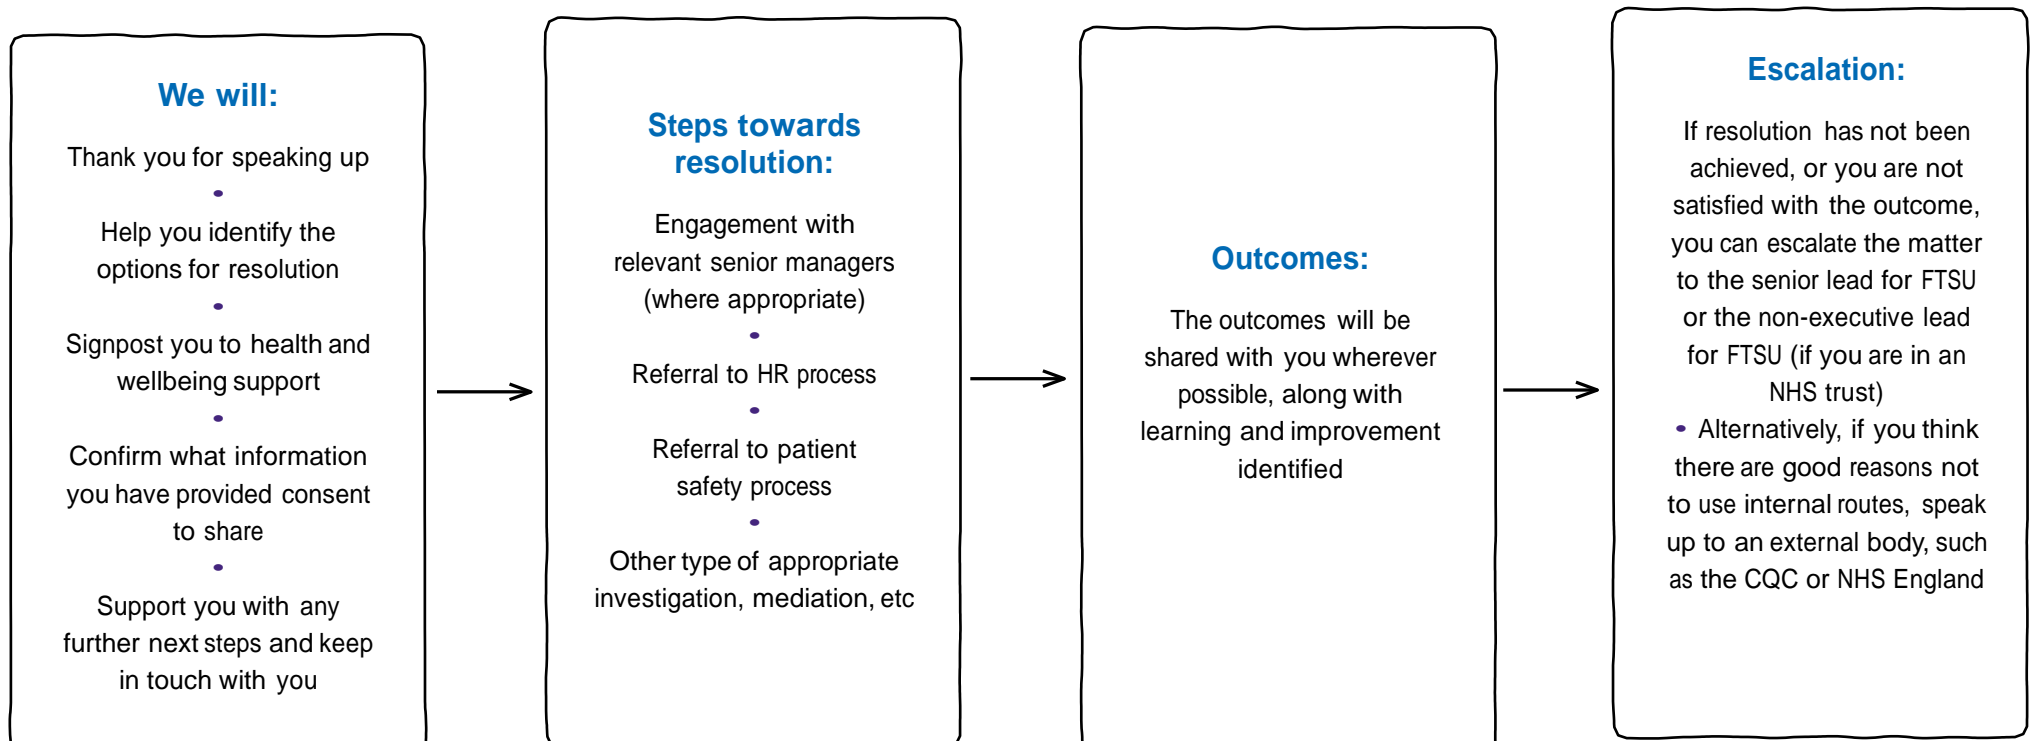 We will:
Thank you for speaking up
•
Help you identify the
options for resolution
•
Signpost you to health and
wellbeing support
•
Confirm what information
you have provided consent
to share
•
Support you with any
further next steps and keep
in touch with you
Steps towards
resolution:
Engagement with
relevant senior managers
(where appropriate)
•
Referral to HR process
•
Referral to patient
safety process
•
Other type of appropriate
investigation, mediation, etc
Outcomes:
The outcomes will be
shared with you wherever
possible, along with
learning and improvement
identified
Escalation:
If resolution has not been
achieved, or you are not
satisfied with the outcome,
you can escalate the matter
to the senior lead for FTSU
or the non-executive lead
for FTSU (if you are in an
NHS trust)
• Alternatively, if you think
there are good reasons not
to use internal routes, speak
up to an external body, such
as the CQC or NHS England